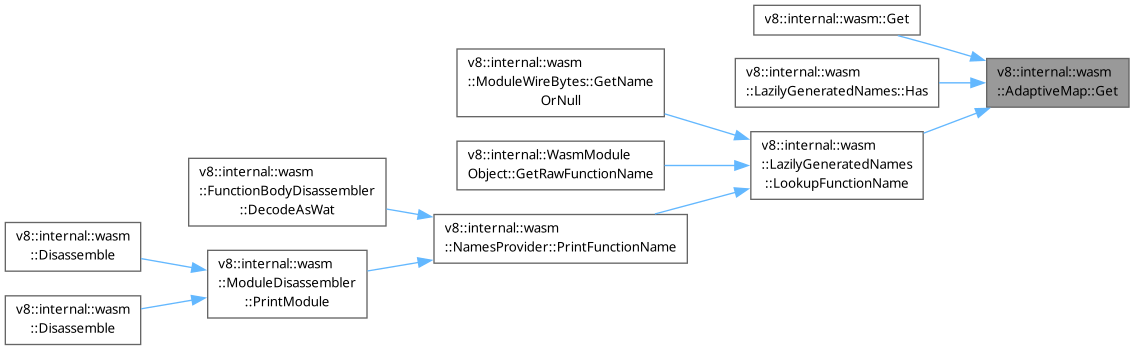 v8::internal::wasm::Get
v8::internal::wasm
::LazilyGeneratedNames::Has
v8::internal::wasm
::AdaptiveMap::Get
v8::internal::wasm
::ModuleWireBytes::GetName
OrNull
v8::internal::WasmModule
Object::GetRawFunctionName
v8::internal::wasm
::LazilyGeneratedNames
::LookupFunctionName
v8::internal::wasm
::FunctionBodyDisassembler
::DecodeAsWat
v8::internal::wasm
::NamesProvider::PrintFunctionName
v8::internal::wasm
::Disassemble
v8::internal::wasm
::ModuleDisassembler
::PrintModule
v8::internal::wasm
::Disassemble